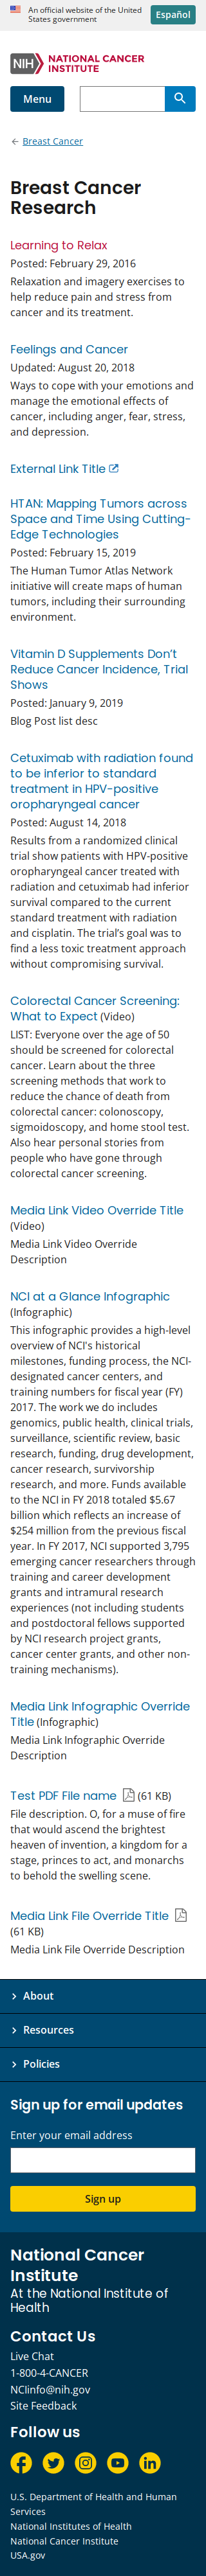 An official website of the United
States government
Español
NIH NATIONAL CANCER
INSTITUTE
Menu
Breast Cancer
Breast Cancer
Research
Learning to Relax
Posted: February 29, 2016
Relaxation and imagery exercises to
help reduce pain and stress from
cancer and its treatment.
Feelings and Cancer
Updated: August 20, 2018
Ways to cope with your emotions and
manage the emotional effects of
cancer, including anger, fear, stress,
and depression.
External Link Title
HTAN: Mapping Tumors across
Space and Time Using Cutting-
Edge Technologies
Posted: February 15, 2019
The Human Tumor Atlas Network
initiative will create maps of human
tumors, including their surrounding
environment.
Vitamin D Supplements Don’t
Reduce Cancer Incidence, Trial
Shows
Posted: January 9, 2019
Blog Post list desc
Cetuximab with radiation found
to be inferior to standard
treatment in HPV-positive
oropharyngeal cancer
Posted: August 14, 2018
Results from a randomized clinical
trial show patients with HPV-positive
oropharyngeal cancer treated with
radiation and cetuximab had inferior
survival compared to the current
standard treatment with radiation
and cisplatin. The trial’s goal was to
find a less toxic treatment approach
without compromising survival.
Colorectal Cancer Screening:
What to Expect (Video)
LIST: Everyone over the age of 50
should be screened for colorectal
cancer. Learn about the three
screening methods that work to
reduce the chance of death from
colorectal cancer: colonoscopy,
sigmoidoscopy, and home stool test.
Also hear personal stories from
people who have gone through
colorectal cancer screening.
Media Link Video Override Title
(Video)
Media Link Video Override
Description
NCI at a Glance Infographic
(Infographic)
This infographic provides a high-level
overview of NCI's historical
milestones, funding process, the NCI-
designated cancer centers, and
training numbers for fiscal year (FY)
2017. The work we do includes
genomics, public health, clinical trials,
surveillance, scientific review, basic
research, funding, drug development,
cancer research, survivorship
research, and more. Funds available
to the NCI in FY 2018 totaled $5.67
billion which reflects an increase of
$254 million from the previous fiscal
year. In FY 2017, NCI supported 3,795
emerging cancer researchers through
training and career development
grants and intramural research
experiences (not including students
and postdoctoral fellows supported
by NCI research project grants,
cancer center grants, and other non-
training mechanisms).
Media Link Infographic Override
Title (Infographic)
Media Link Infographic Override
Description
Test PDF File name (61 KB)
File description. O, for a muse of fire
that would ascend the brightest
heaven of invention, a kingdom for a
stage, princes to act, and monarchs
to behold the swelling scene.
Media Link File Override Title
(61 KB)
Media Link File Override Description
About
Resources
Policies
Sign up for email updates
Enter your email address
Sign up
National Cancer
Institute
At the National Institute of
Health
Contact Us
Live Chat
1-800-4-CANCER
NCIinfo@nih.gov
Site Feedback
Follow us
U.S. Department of Health and Human
Services
National Institutes of Health
National Cancer Institute
USA.gov